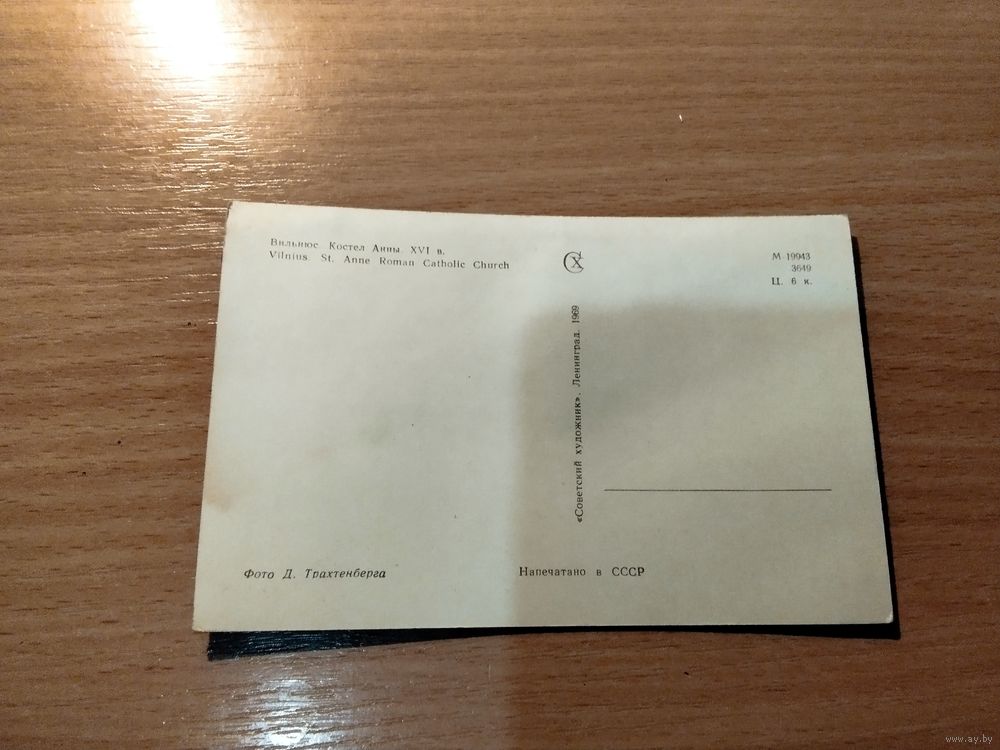 Вильнюс. Костел Анны. XVI в.
Vilnius. St. Anne Roman Catholic Church
СХ
М 19943
3649
Ц. 6 к.
«Советский художник». Ленинград. 1969
Фото Д. Трахтенберга
Напечатано в СССР
www.ay.by